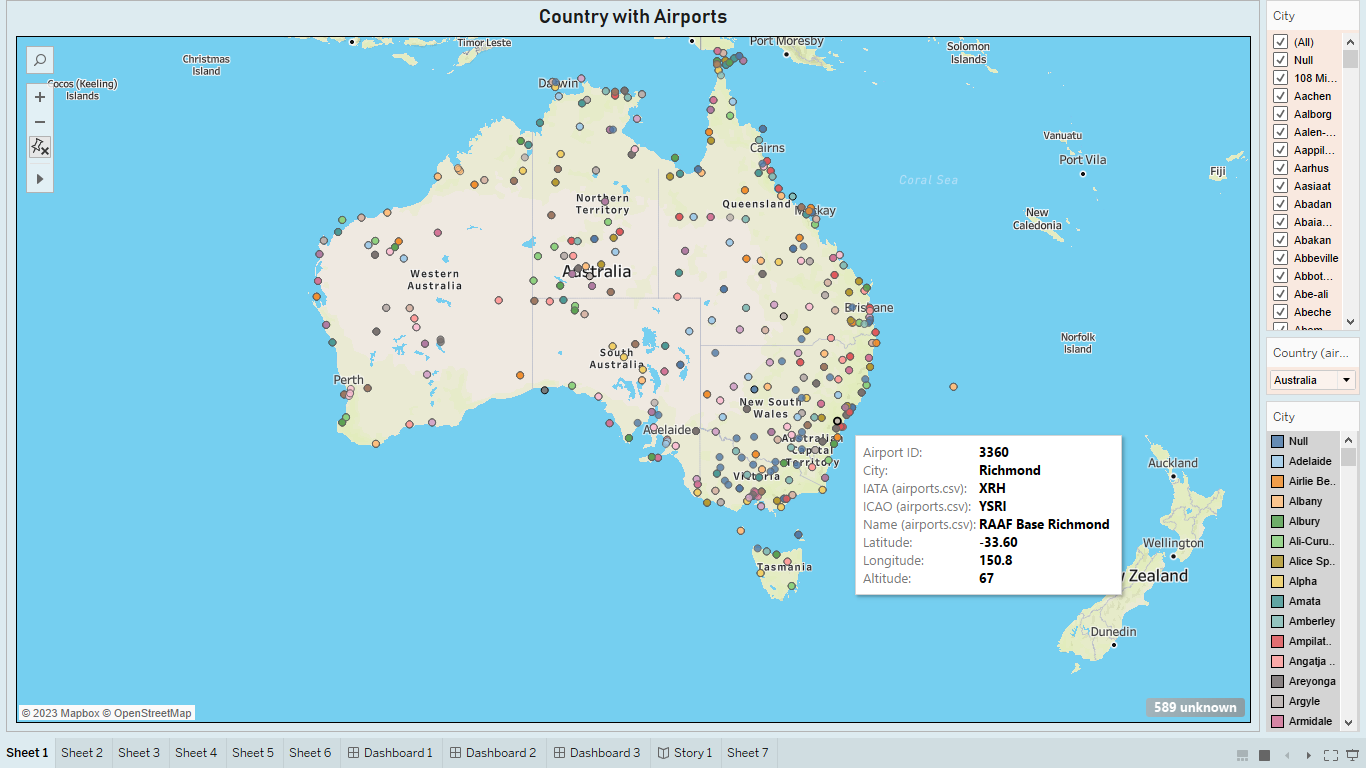 Country with Airports
Timor Leste
Port Moresby
Christmas
Island
Solomon
Islands
Cocos (Keeling)
Islands
Darwin
Cairns
Vanuatu
Port Vila
Fiji
Coral Sea
Northern
Territory
Queensland
Mackay
New
Caledonia
Western
Australia
Australia
Brisbane
Norfolk
Island
South
Australia
Perth
New South
Wales
Adelaide
Australian
Capital
Territory
Victoria
Tasmania
Auckland
Wellington
Zealand
Dunedin
Airport ID: 3360
City: Richmond
IATA (airports.csv): XRH
ICAO (airports.csv): YSRI
Name (airports.csv): RAAF Base Richmond
Latitude: -33.60
Longitude: 150.8
Altitude: 67
© 2023 Mapbox © OpenStreetMap
589 unknown
City
(All)
Null
108 Mi...
Aachen
Aalborg
Aalen-...
Aappil...
Aarhus
Aasiaat
Abadan
Abaia...
Abakan
Abbeville
Abbot...
Abe-ali
Abeche
Country (air...
Australia
City
Null
Adelaide
Airlie Be..
Albany
Albury
Ali-Curu..
Alice Sp..
Alpha
Amata
Amberley
Ampilat..
Angatja ..
Areyonga
Argyle
Armidale
Sheet 1 Sheet 2 Sheet 3 Sheet 4 Sheet 5 Sheet 6 Dashboard 1 Dashboard 2 Dashboard 3 Story 1 Sheet 7